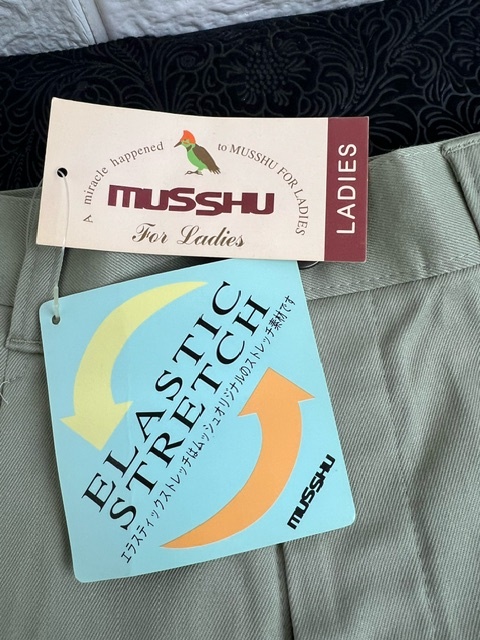 A miracle happened to MUSSHU FOR LADIES
mussHU
For Ladies
LADIES
ELASTIC
STRETCH
エラスティックストレッチはムッシュオリジナルのストレッチ素材です
mussHU